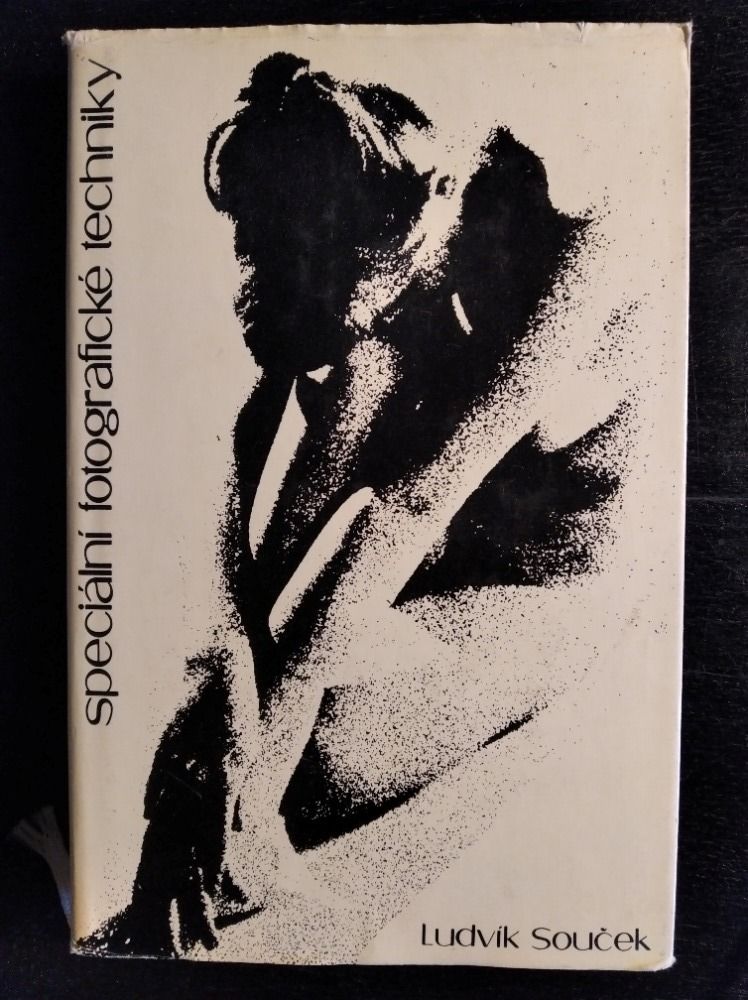 speciální fotografické techniky
Ludvík Souček